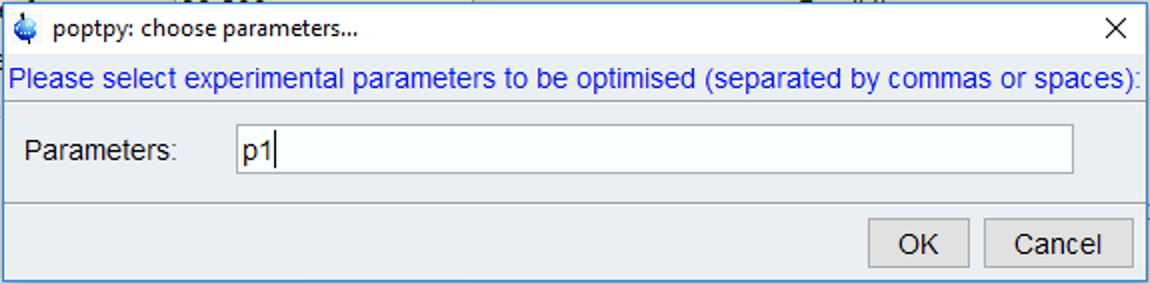 poptpy: choose parameters...
Please select experimental parameters to be optimised (separated by commas or spaces):
Parameters: p1
OK Cancel